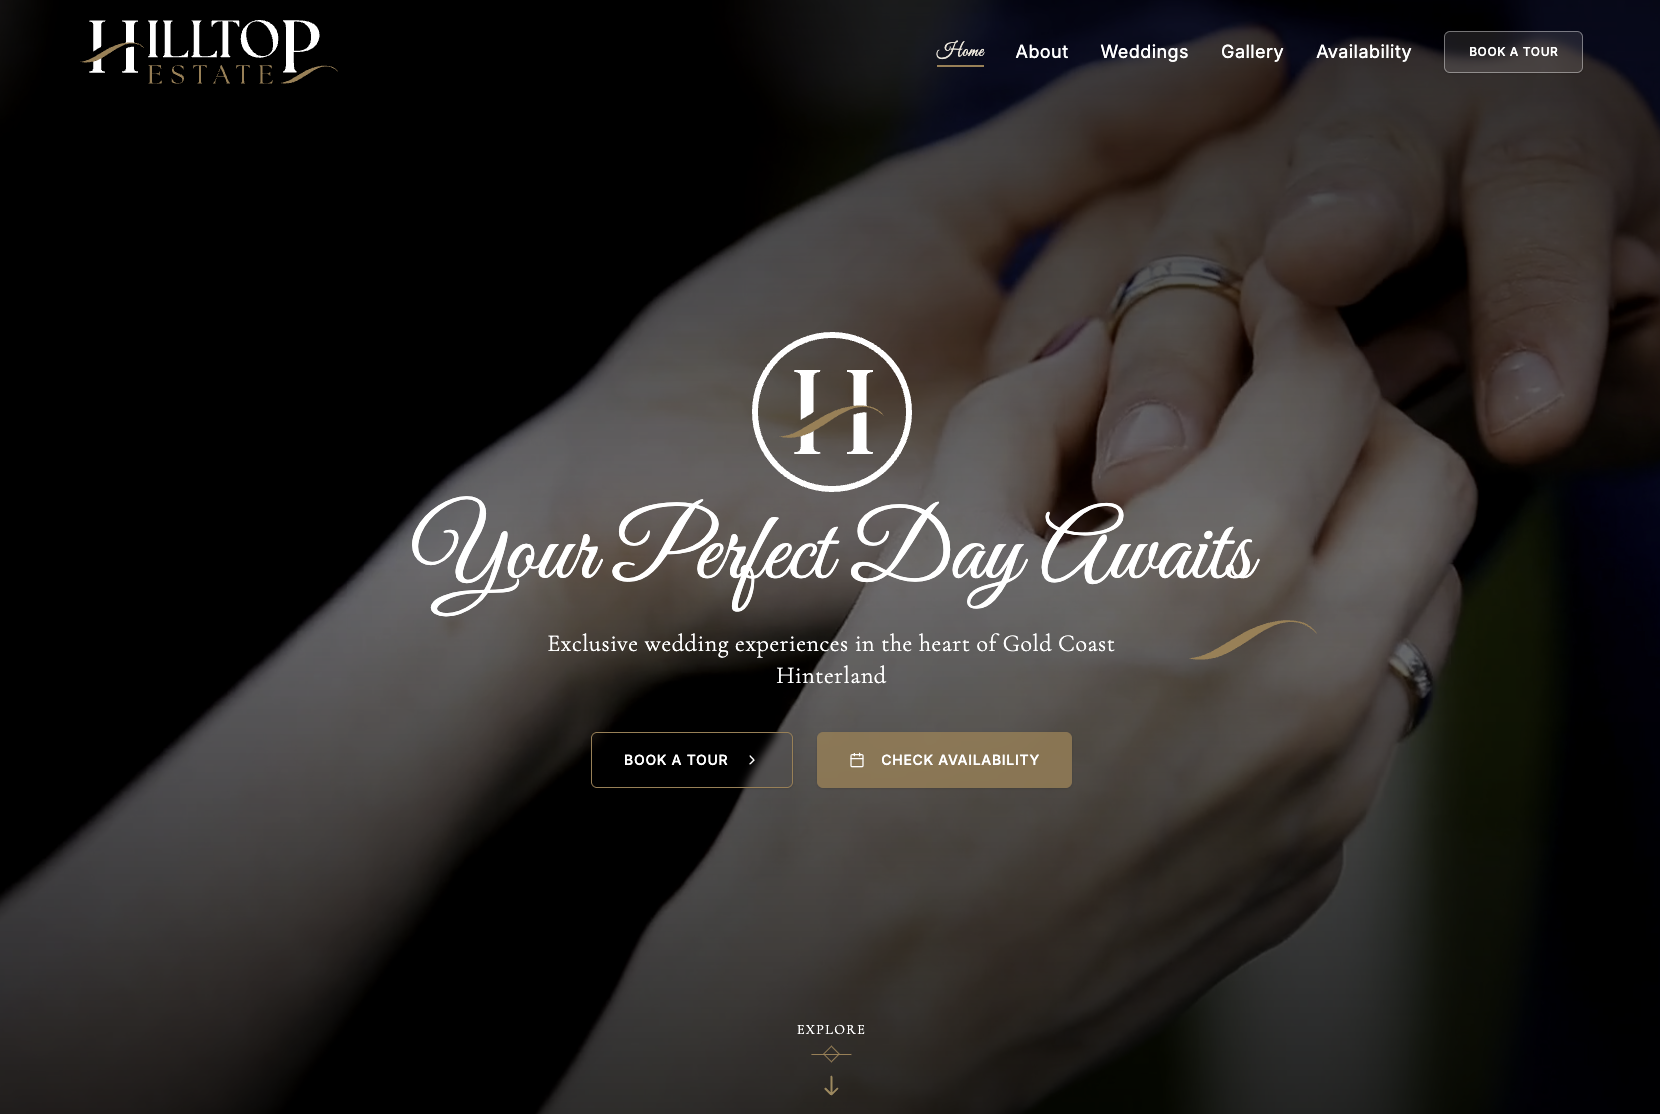 HILLTOP
ESTATE
Home About Weddings Gallery Availability BOOK A TOUR
H
Your Perfect Day Awaits
Exclusive wedding experiences in the heart of Gold Coast
Hinterland
BOOK A TOUR CHECK AVAILABILITY
EXPLORE